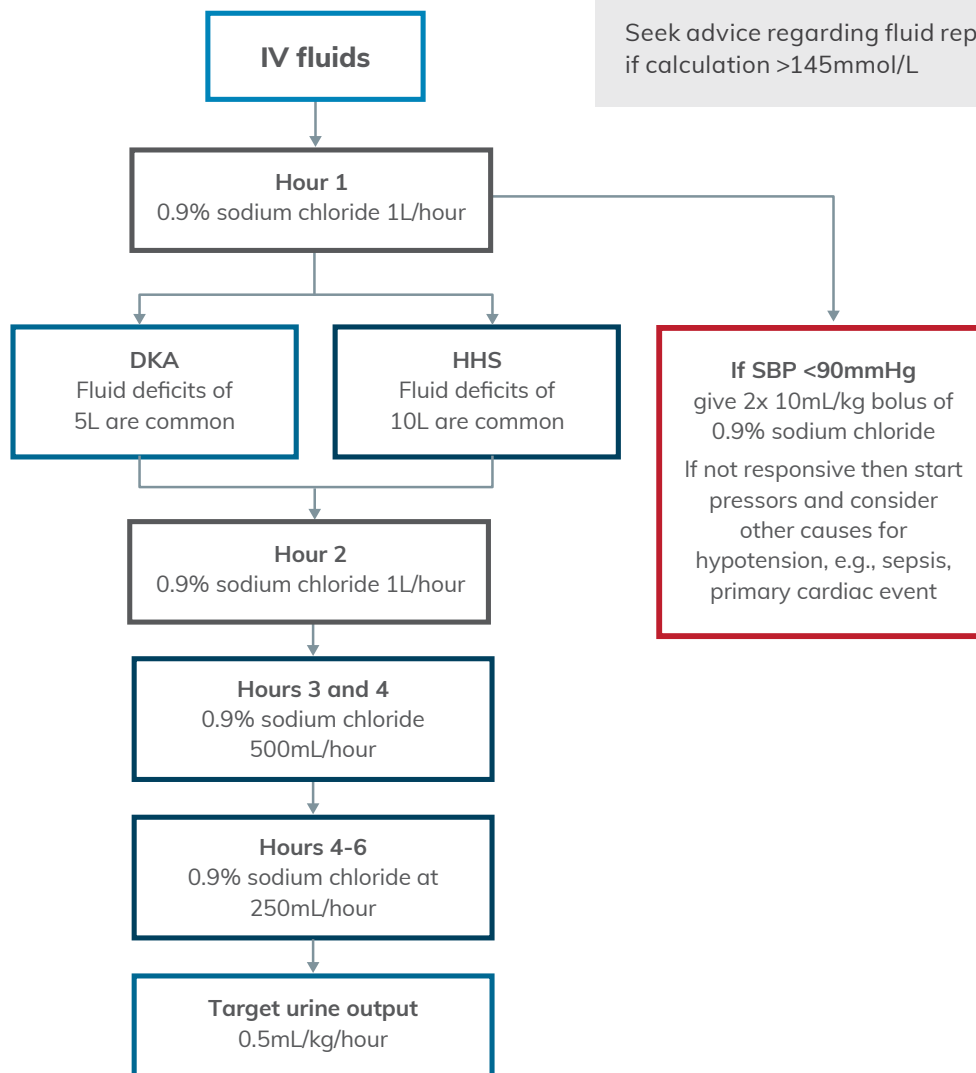 IV fluids
Seek advice regarding fluid
if calculation >145mmol/L
Hour 1
0.9% sodium chloride 1L/hour
DKA
Fluid deficits of
5L are common
HHS
Fluid deficits of
10L are common
If SBP <90mmHg
give 2x 10mL/kg bolus of
0.9% sodium chloride
If not responsive then start
pressors and consider
other causes for
hypotension, e.g., sepsis,
primary cardiac event
Hour 2
0.9% sodium chloride 1L/hour
Hours 3 and 4
0.9% sodium chloride
500mL/hour
Hours 4-6
0.9% sodium chloride at
250mL/hour
Target urine output
0.5mL/kg/hour